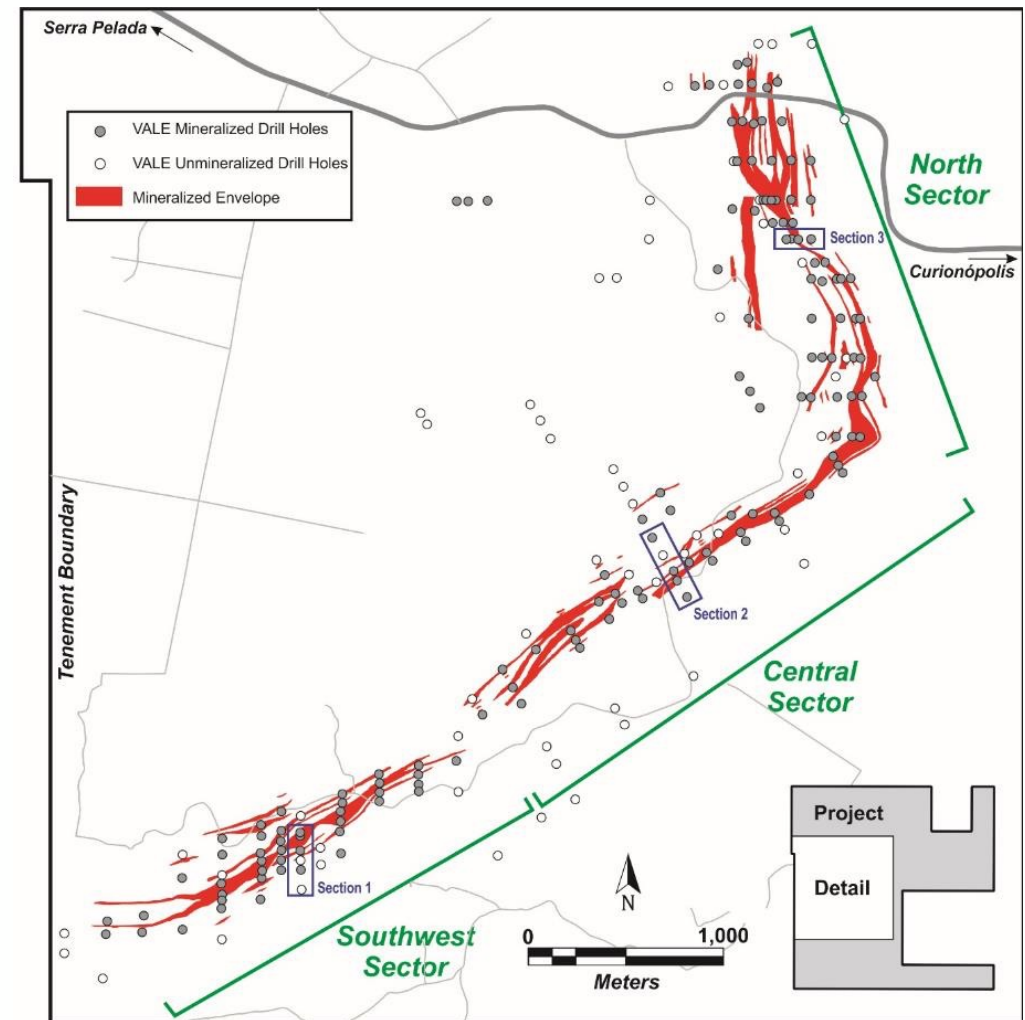 Serra Pelada
VALE Mineralized Drill Holes
VALE Unmineralized Drill Holes
Mineralized Envelope
North
Sector
Section 3
Curionópolis
Tenement Boundary
Section 2
Central
Sector
Section 1
Southwest
Sector
N
0 1,000
Meters
Project
Detail